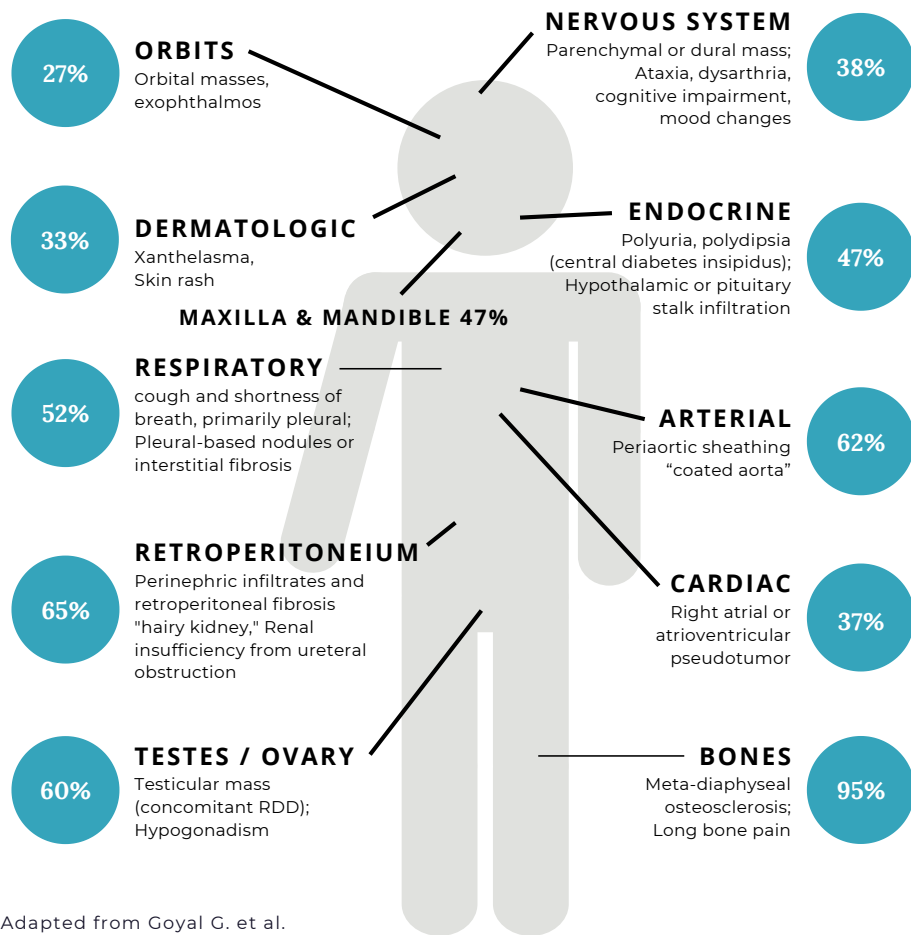 27%
ORBITS
Orbital masses,
exophthalmos
NERVOUS SYSTEM
Parenchymal or dural mass;
Ataxia, dysarthria,
cognitive impairment,
mood changes
38%
33%
DERMATOLOGIC
Xanthelasma,
Skin rash
ENDOCRINE
Polyuria, polydipsia
(central diabetes insipidus);
Hypothalamic or pituitary
stalk infiltration
47%
MAXILLA & MANDIBLE 47%
52%
RESPIRATORY
cough and shortness of
breath, primarily pleural;
Pleural-based nodules or
interstitial fibrosis
ARTERIAL
Periaortic sheathing
“coated aorta”
62%
65%
RETROPERITONEIUM
Perinephric infiltrates and
retroperitoneal fibrosis
"hairy kidney," Renal
insufficiency from ureteral
obstruction
CARDIAC
Right atrial or
atrioventricular
pseudotumor
37%
60%
TESTES / OVARY
Testicular mass
(concomitant RDD);
Hypogonadism
BONES
Meta-diaphyseal
osteosclerosis;
Long bone pain
95%
Adapted from Goyal G. et al.